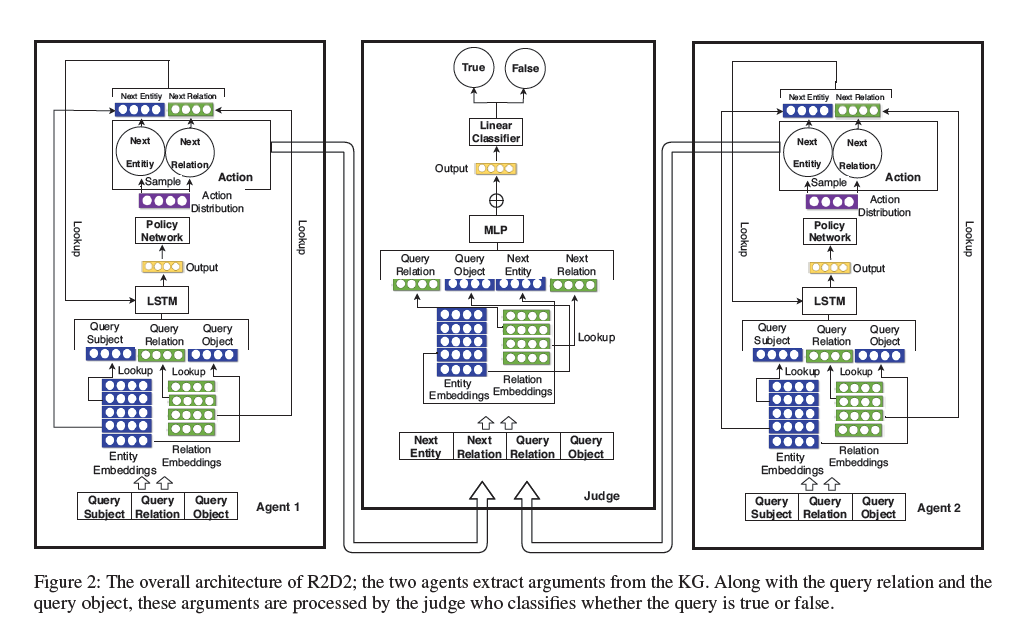 Next Entitiy Next Relation
Next
Entitiy
Next
Relation
Sample
Action
Action
Distribution
Policy
Network
Lookup
Lookup
Output
LSTM
Query
Subject
Query
Relation
Query
Object
Lookup
Entity
Embeddings
Relation
Embeddings
Query
Subject
Query
Relation
Query
Object
Agent 1
True
False
Linear
Classifier
Output
MLP
Query
Relation
Query
Object
Next
Entity
Next
Relation
Lookup
Entity
Embeddings
Relation
Embeddings
Next
Entity
Next
Relation
Query
Relation
Query
Object
Judge
Next Entitiy Next Relation
Next
Entitiy
Next
Relation
Sample
Action
Action
Distribution
Policy
Network
Lookup
Lookup
Output
LSTM
Query
Subject
Query
Relation
Query
Object
Lookup
Lookup
Entity
Embeddings
Relation
Embeddings
Query
Subject
Query
Relation
Query
Object
Agent 2
Figure 2: The overall architecture of R2D2; the two agents extract arguments from the KG. Along with the query relation and the
query object, these arguments are processed by the judge who classifies whether the query is true or false.